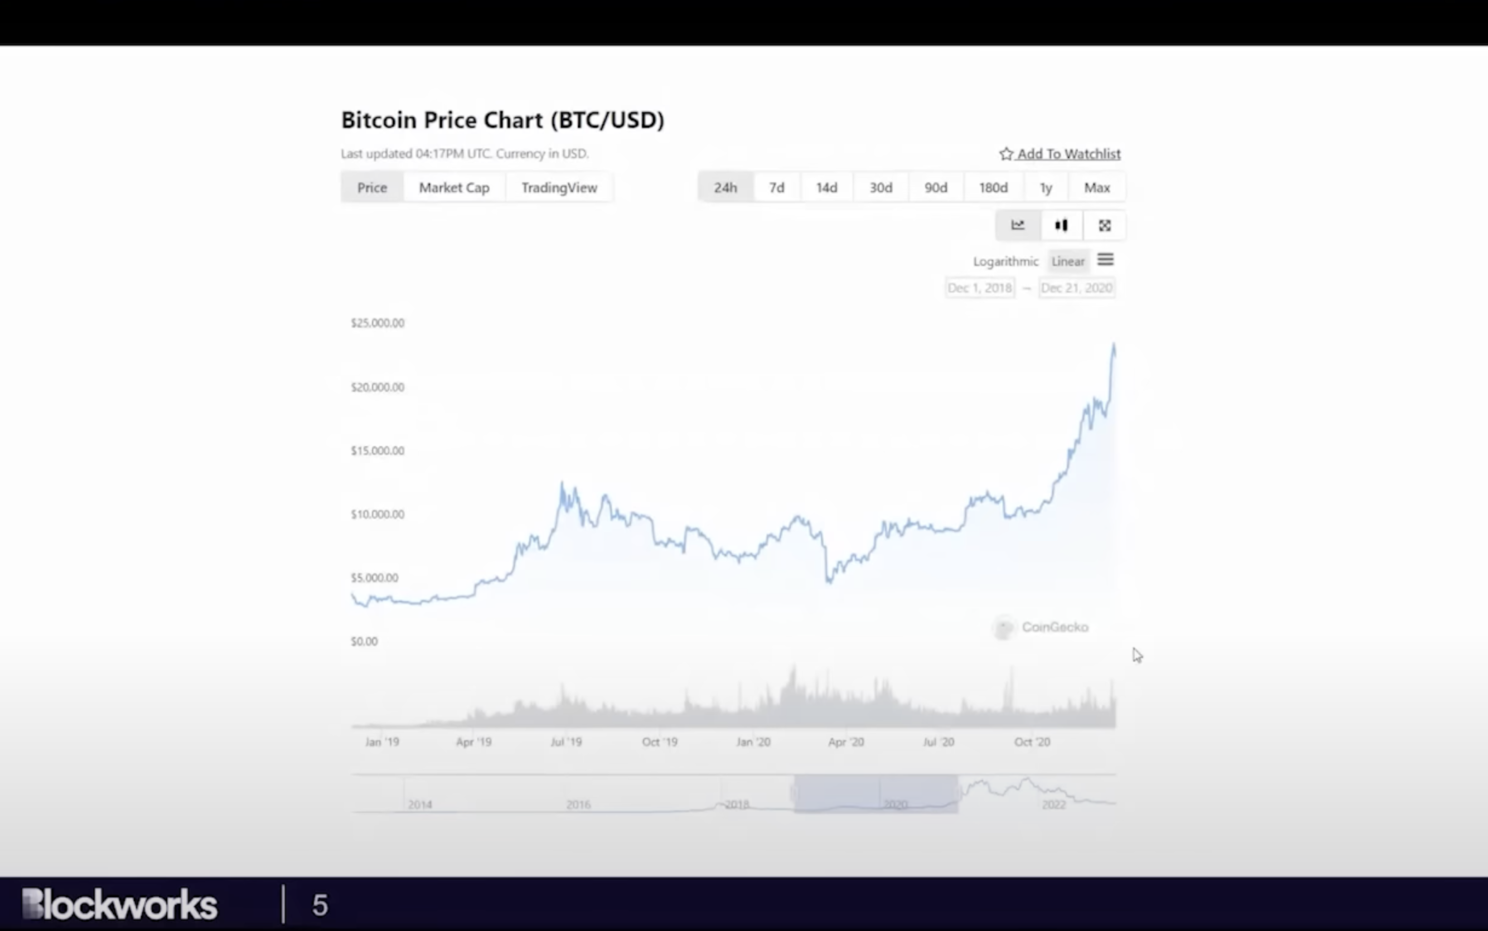 Bitcoin Price Chart (BTC/USD)
Last updated 04:17PM UTC. Currency in USD.
Add To Watchlist
Price Market Cap TradingView
24h 7d 14d 30d 90d 180d 1y Max
Logarithmic Linear
Dec 1, 2018 – Dec 21, 2020
$25,000.00
$20,000.00
$15,000.00
$10,000.00
$5,000.00
$0.00
CoinGecko
Jan '19 Apr '19 Jul '19 Oct '19 Jan '20 Apr '20 Jul '20 Oct '20
2014 2016 2018 2020 2022
Blockworks | 5